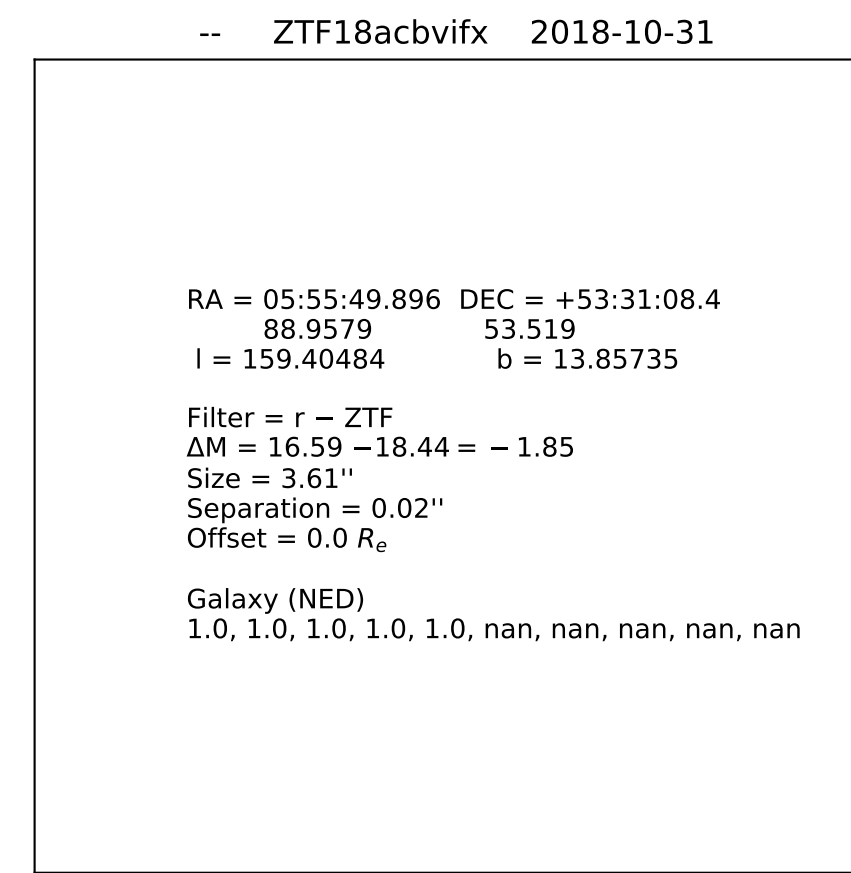 -- ZTF18acbvifx 2018-10-31
RA = 05:55:49.896 DEC = +53:31:08.4
88.9579 53.519
l = 159.40484 b = 13.85735
Filter = r − ZTF
ΔM = 16.59 −18.44 = − 1.85
Size = 3.61''
Separation = 0.02''
Offset = 0.0 Re
Galaxy (NED)
1.0, 1.0, 1.0, 1.0, 1.0, nan, nan, nan, nan, nan